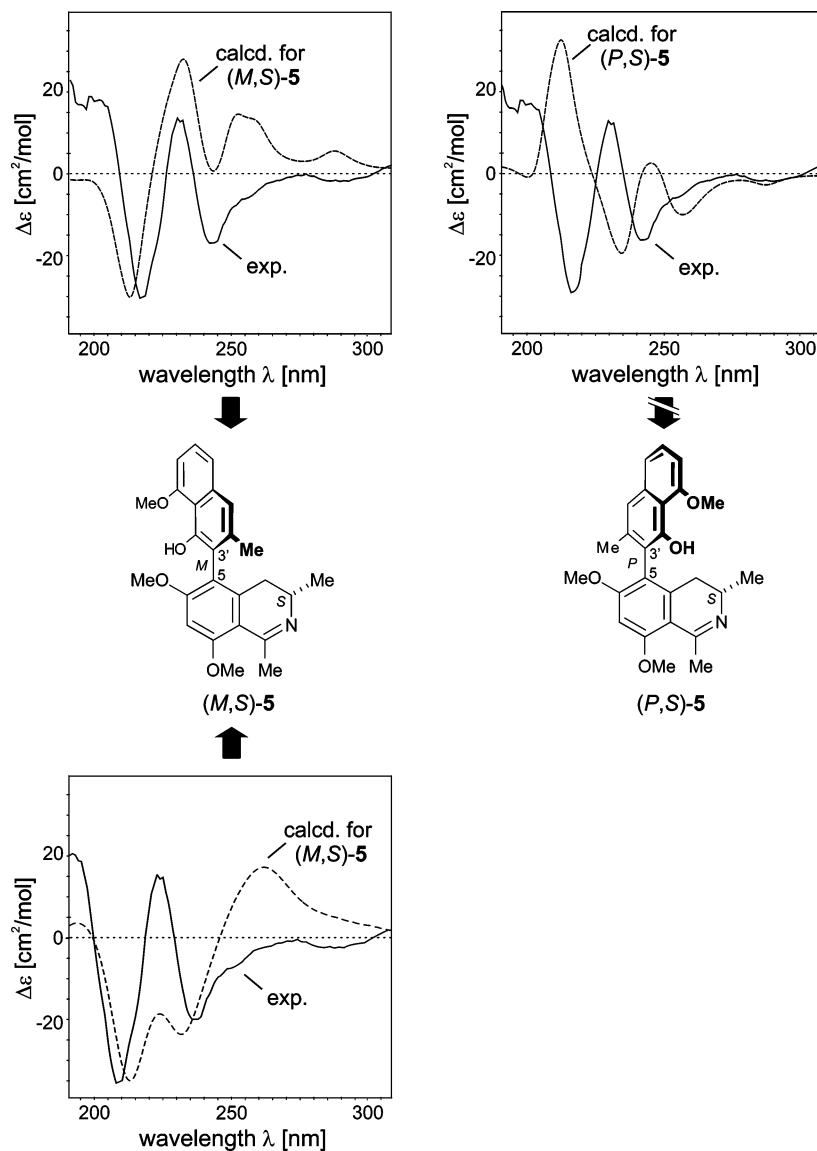 calcd. for
(M,S)-5
20
0
-20
Δε [cm²/mol]
exp.
200 250 300
wavelength λ [nm]
calcd. for
(P,S)-5
20
0
-20
Δε [cm²/mol]
exp.
200 250 300
wavelength λ [nm]
MeO
HO 3' Me
M
MeO 5 Me
S
N
OMe Me
(M,S)-5
OMe
Me 3' OH
P
MeO 5 Me
S
N
OMe Me
(P,S)-5
calcd. for
(M,S)-5
20
0
-20
Δε [cm²/mol]
exp.
200 250 300
wavelength λ [nm]